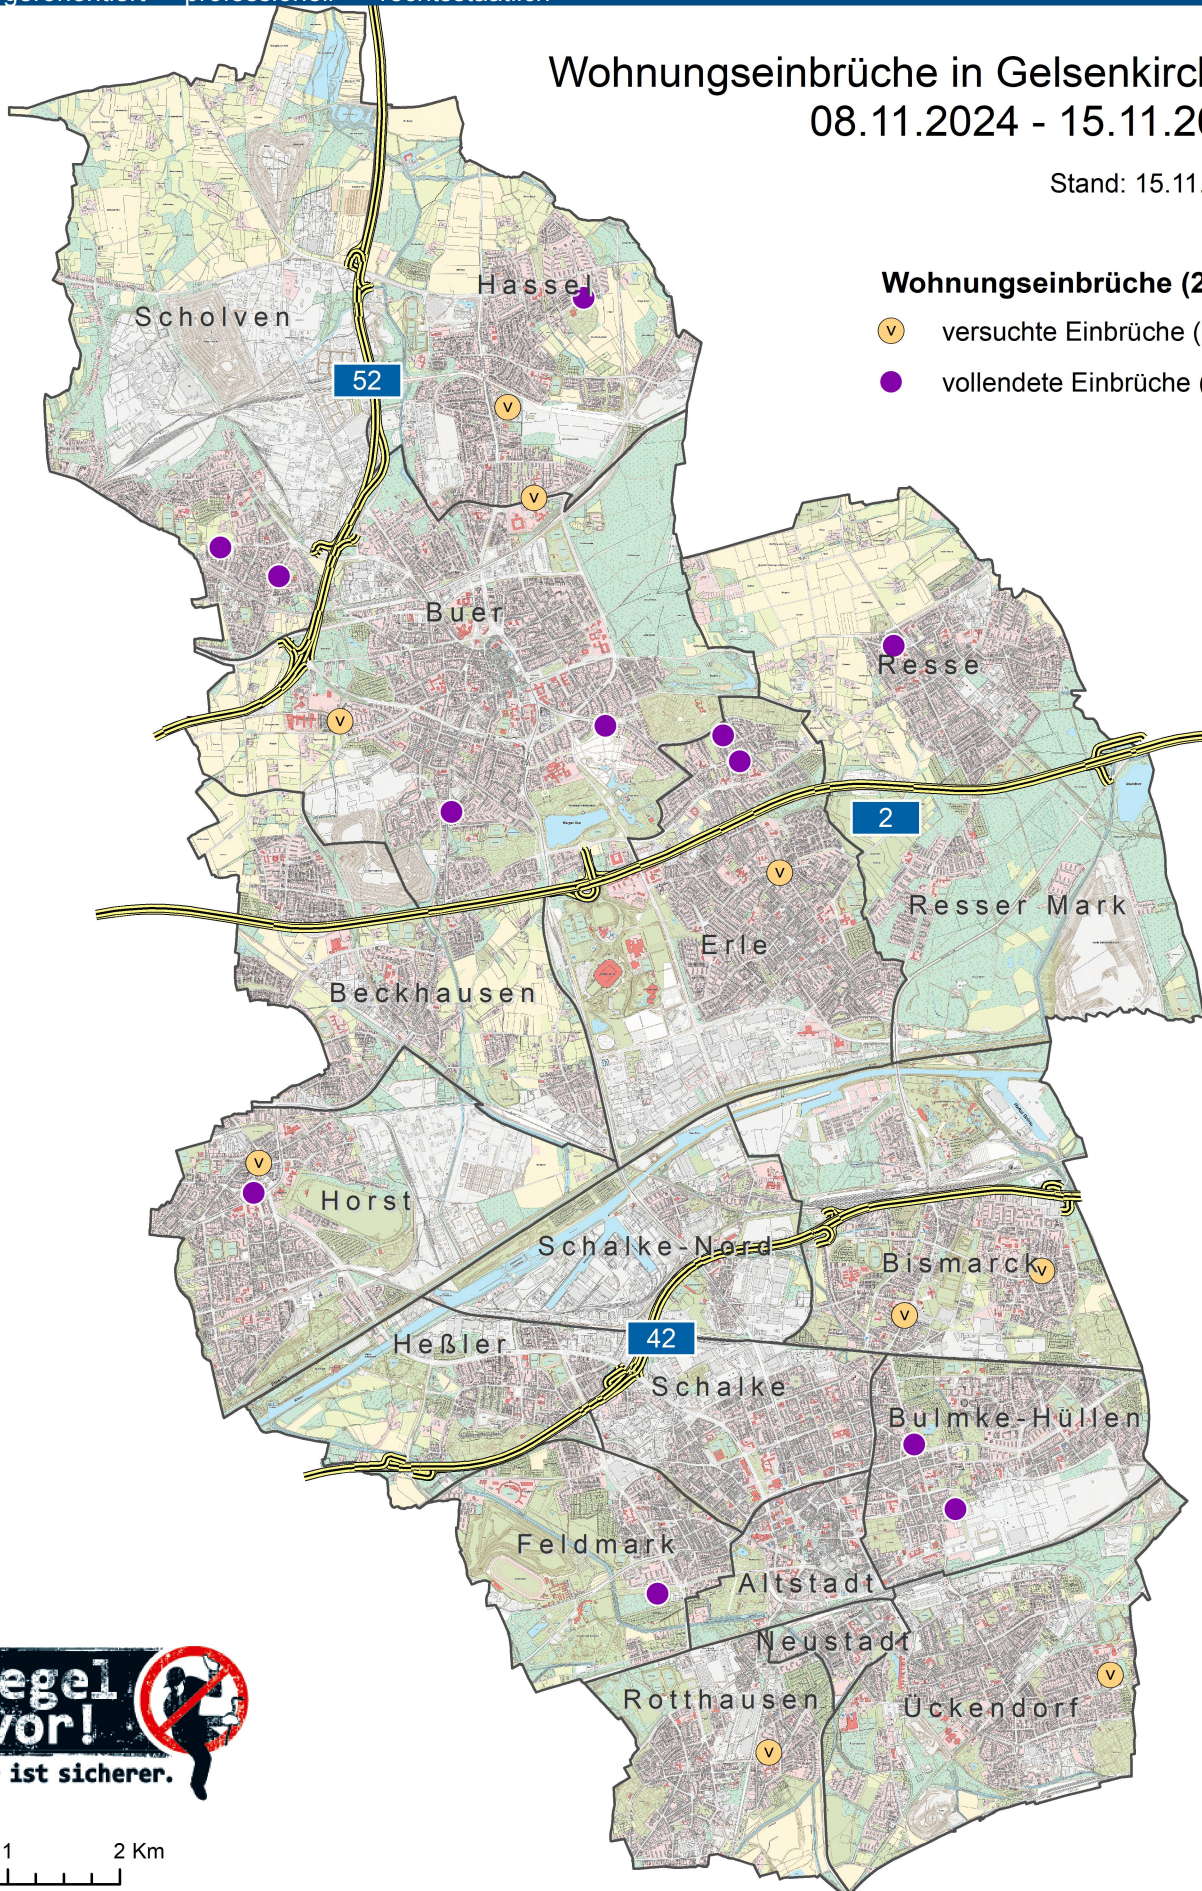 Wohnungseinbrüche in Gelsenkirch
08.11.2024 - 15.11.20
Stand: 15.11.
Wohnungseinbrüche (2
v versuchte Einbrüche (
vollendete Einbrüche (
Hassel
Scholven
52
v
v
Buer
Resse
v
2
v
Resser Mark
Erle
Beckhausen
v
Horst
Schalke-Nord
Bismarck
v
v
42
Heßler
Schalke
Bulmke-Hüllen
Feldmark
Altstadt
Neustadt
v
Rotthausen
Ückendorf
v
egel
vor!
ist sicherer.
1 2 Km